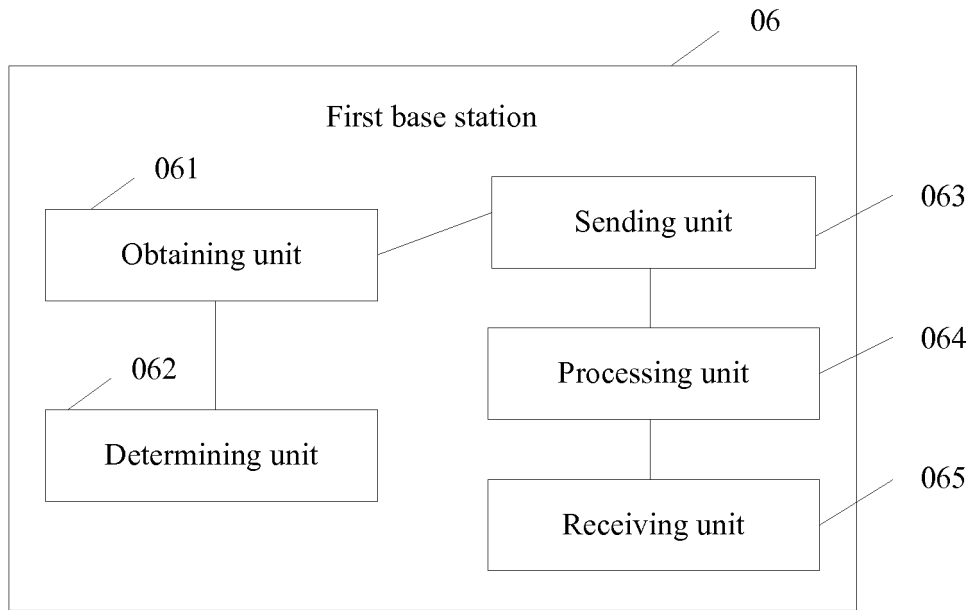 06
First base station
061
Obtaining unit
Sending unit
063
062
Determining unit
Processing unit
064
Receiving unit
065